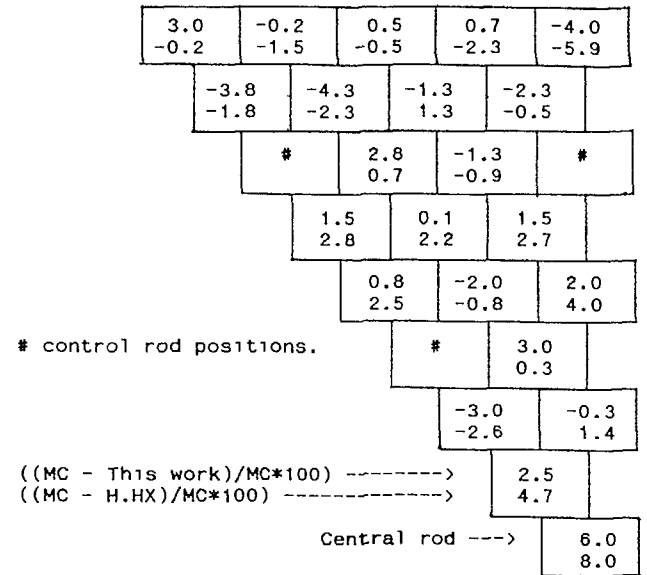 3.0 -0.2 0.5 0.7 -4.0
-0.2 -1.5 -0.5 -2.3 -5.9
-3.8 -4.3 -1.3 -2.3
-1.8 -2.3 1.3 -0.5
# 2.8 -1.3 #
0.7 -0.9
1.5 0.1 1.5
2.8 2.2 2.7
0.8 -2.0 2.0
2.5 -0.8 4.0
# control rod positions. # 3.0
0.3
-3.0 -0.3
-2.6 1.4
((MC - This work)/MC*100) --------> 2.5
((MC - H.HX)/MC*100) -------------> 4.7
Central rod ---> 6.0
8.0